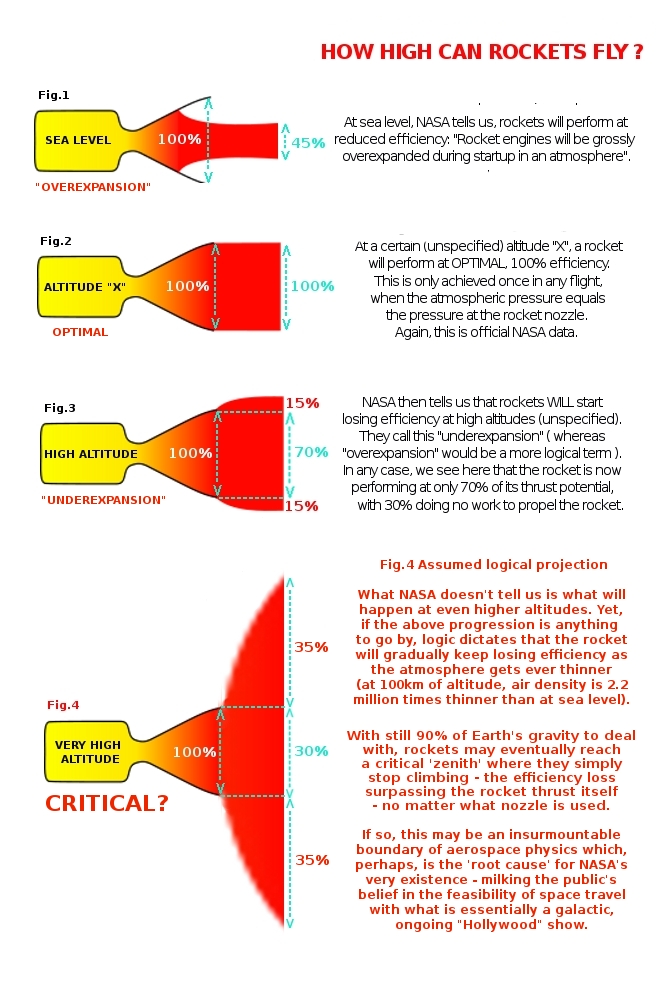 HOW HIGH CAN ROCKETS FLY ?
Fig.1
SEA LEVEL
100%
45%
"OVEREXPANSION"
At sea level, NASA tells us, rockets will perform at
reduced efficiency: "Rocket engines will be grossly
overexpanded during startup in an atmosphere".
Fig.2
ALTITUDE "X"
100%
100%
OPTIMAL
At a certain (unspecified) altitude "X", a rocket
will perform at OPTIMAL, 100% efficiency.
This is only achieved once in any flight,
when the atmospheric pressure equals
the pressure at the rocket nozzle.
Again, this is official NASA data.
Fig.3
HIGH ALTITUDE
100%
15%
70%
15%
"UNDEREXPANSION"
NASA then tells us that rockets WILL start
losing efficiency at high altitudes (unspecified).
They call this "underexpansion" ( whereas
"overexpansion" would be a more logical term ).
In any case, we see here that the rocket is now
performing at only 70% of its thrust potential,
with 30% doing no work to propel the rocket.
Fig.4 Assumed logical projection
What NASA doesn't tell us is what will
happen at even higher altitudes. Yet,
if the above progression is anything
to go by, logic dictates that the rocket
will gradually keep losing efficiency as
the atmosphere gets ever thinner
(at 100km of altitude, air density is 2.2
million times thinner than at sea level).
Fig.4
VERY HIGH
ALTITUDE
100%
35%
30%
35%
CRITICAL?
With still 90% of Earth's gravity to deal
with, rockets may eventually reach
a critical 'zenith' where they simply
stop climbing - the efficiency loss
surpassing the rocket thrust itself
- no matter what nozzle is used.
If so, this may be an insurmountable
boundary of aerospace physics which,
perhaps, is the 'root cause' for NASA's
very existence - milking the public's
belief in the feasibility of space travel
with what is essentially a galactic,
ongoing "Hollywood" show.